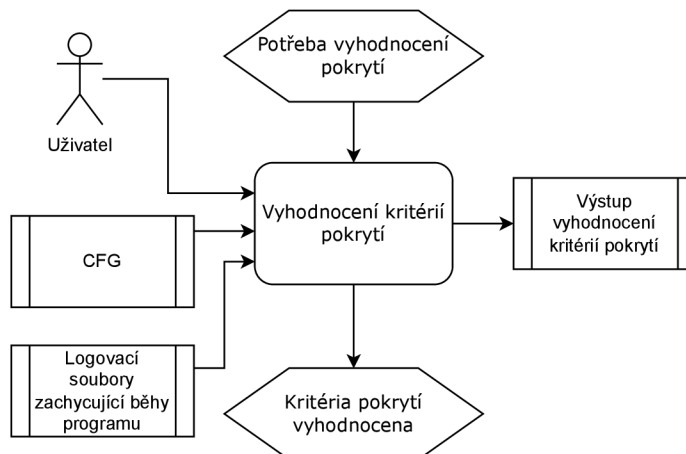 Potřeba vyhodnocení
pokrytí
Uživatel
Vyhodnocení kritérií
pokrytí
Výstup
vyhodnocení
kritérií pokrytí
CFG
Logovací
soubory
zachycující běhy
programu
Kritéria pokrytí
vyhodnocena